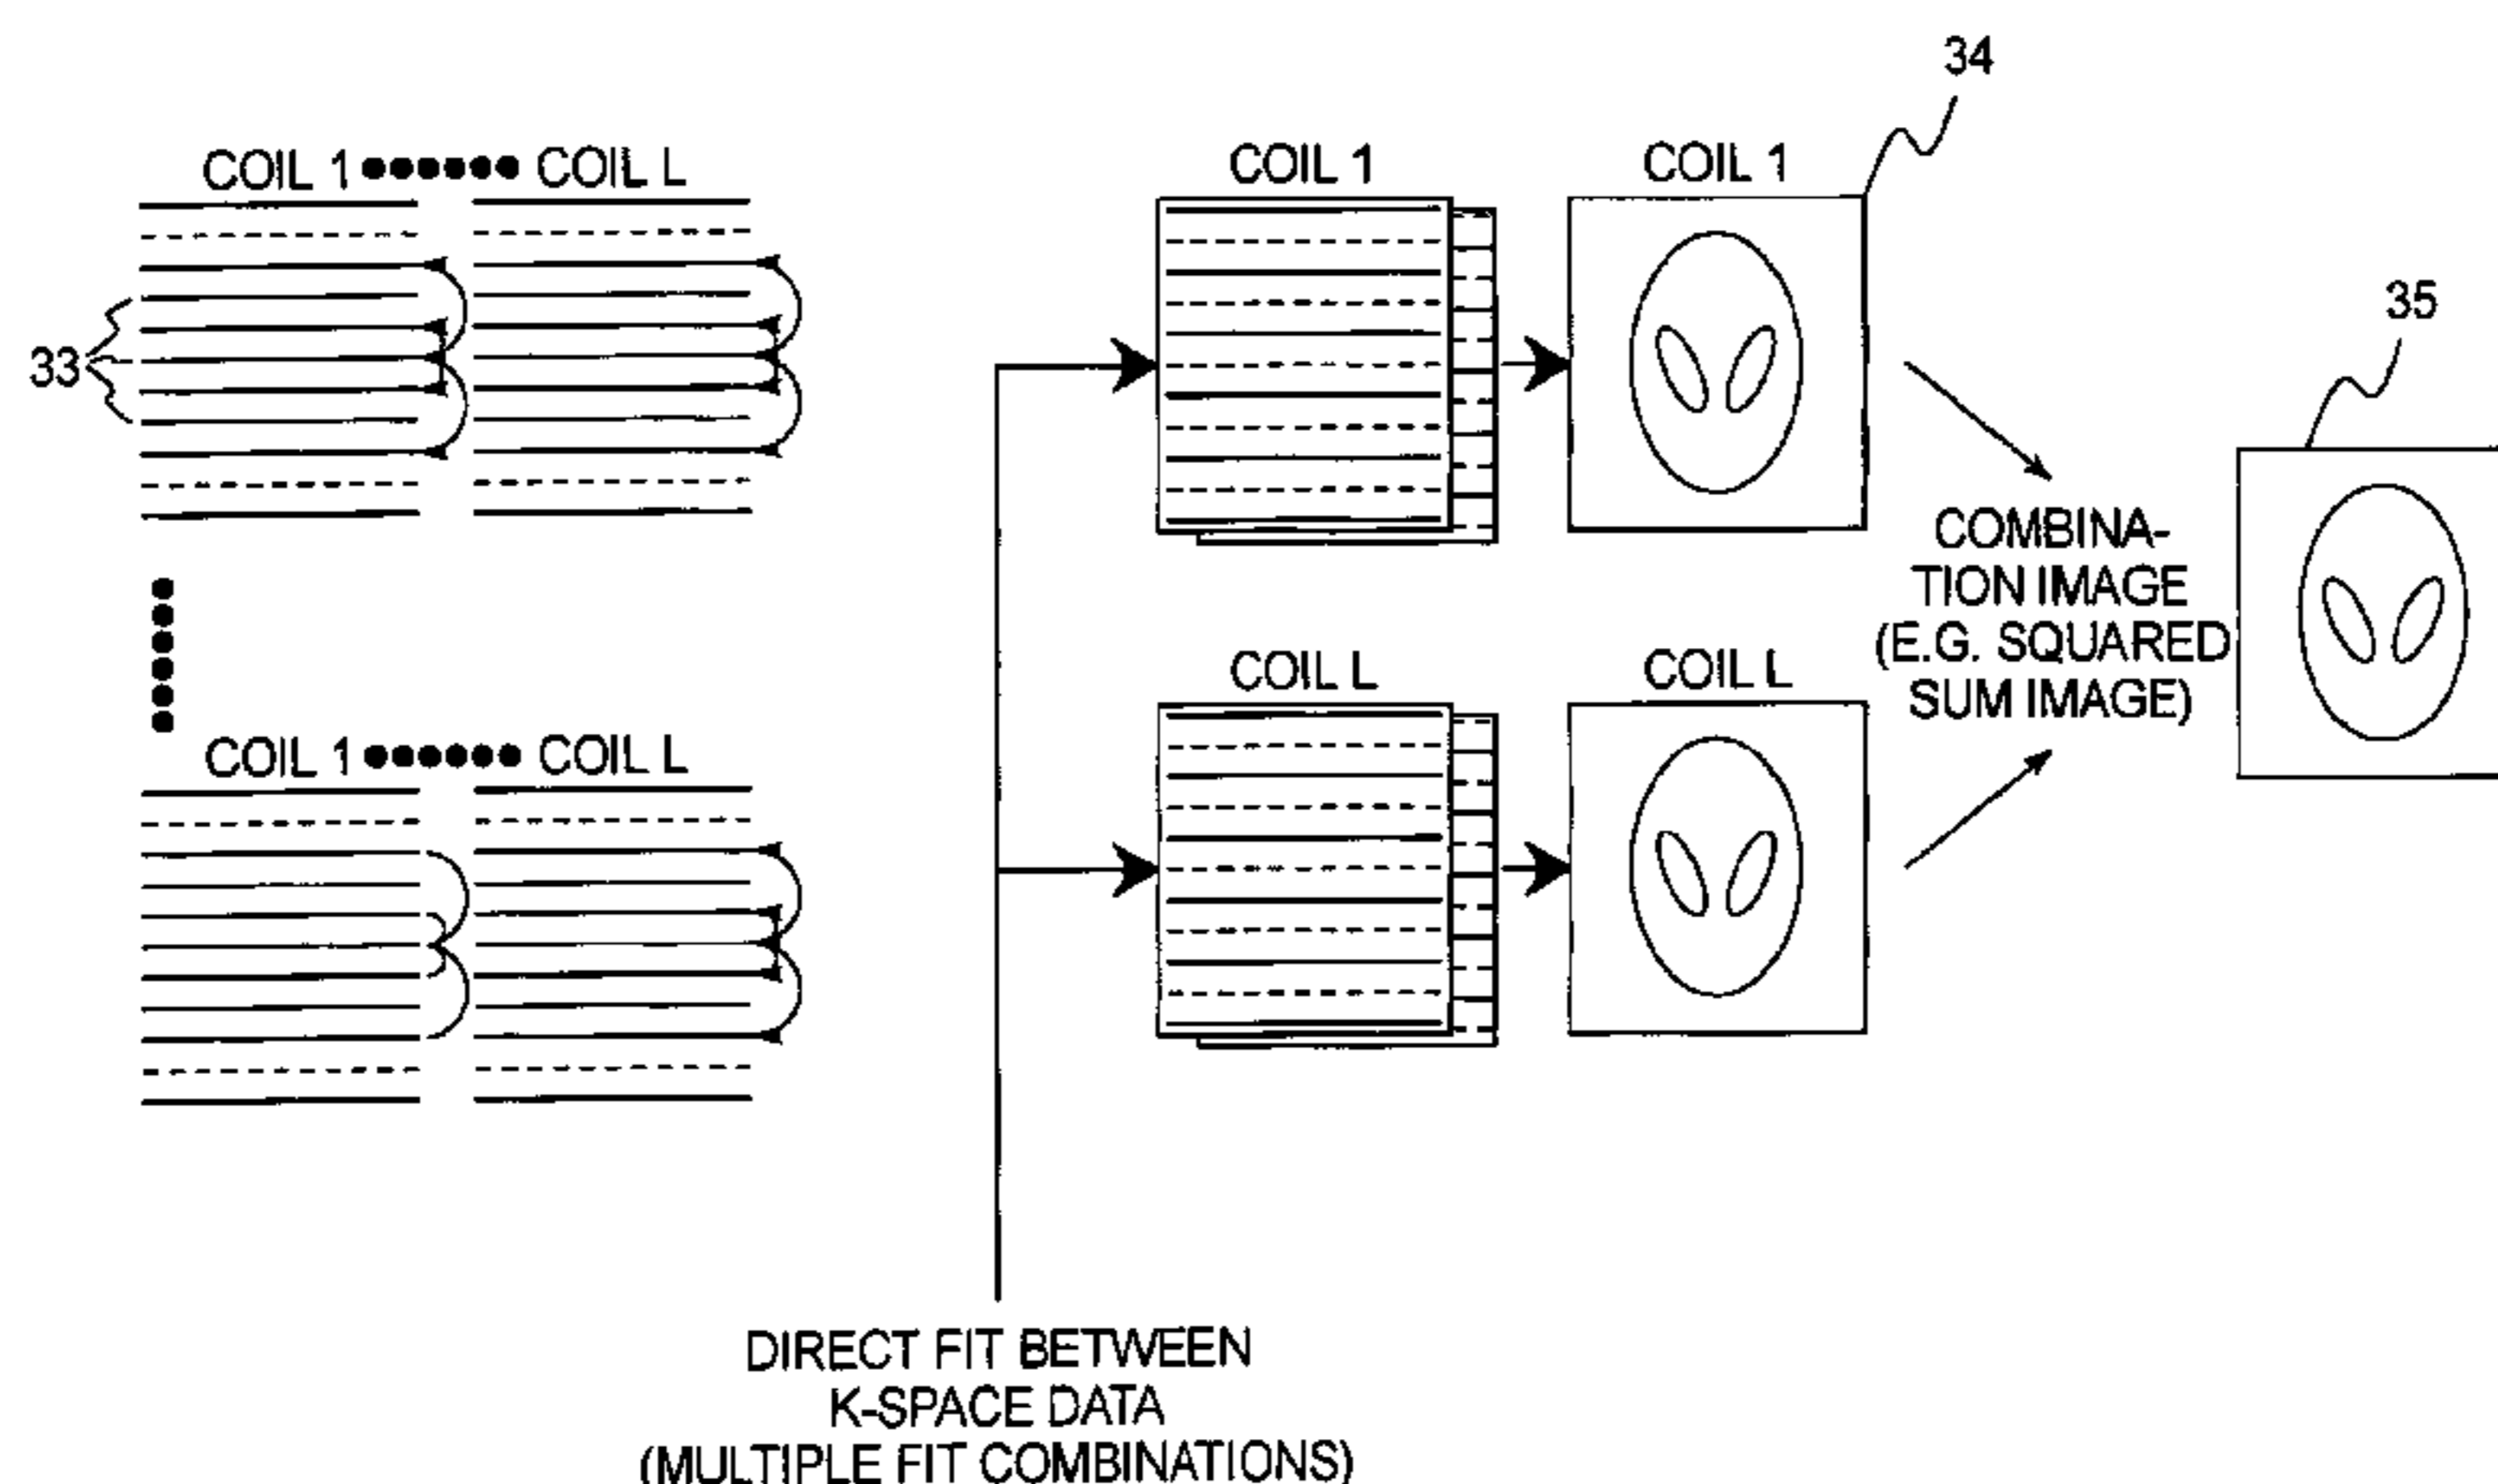 34
COIL 1 •••••• COIL L
COIL 1
COIL 1
35
33
COMBINA-
TION IMAGE
(E.G. SQUARED
SUM IMAGE)
COIL L
COIL L
COIL 1 •••••• COIL L
DIRECT FIT BETWEEN
K-SPACE DATA
(MULTIPLE FIT COMBINATIONS)